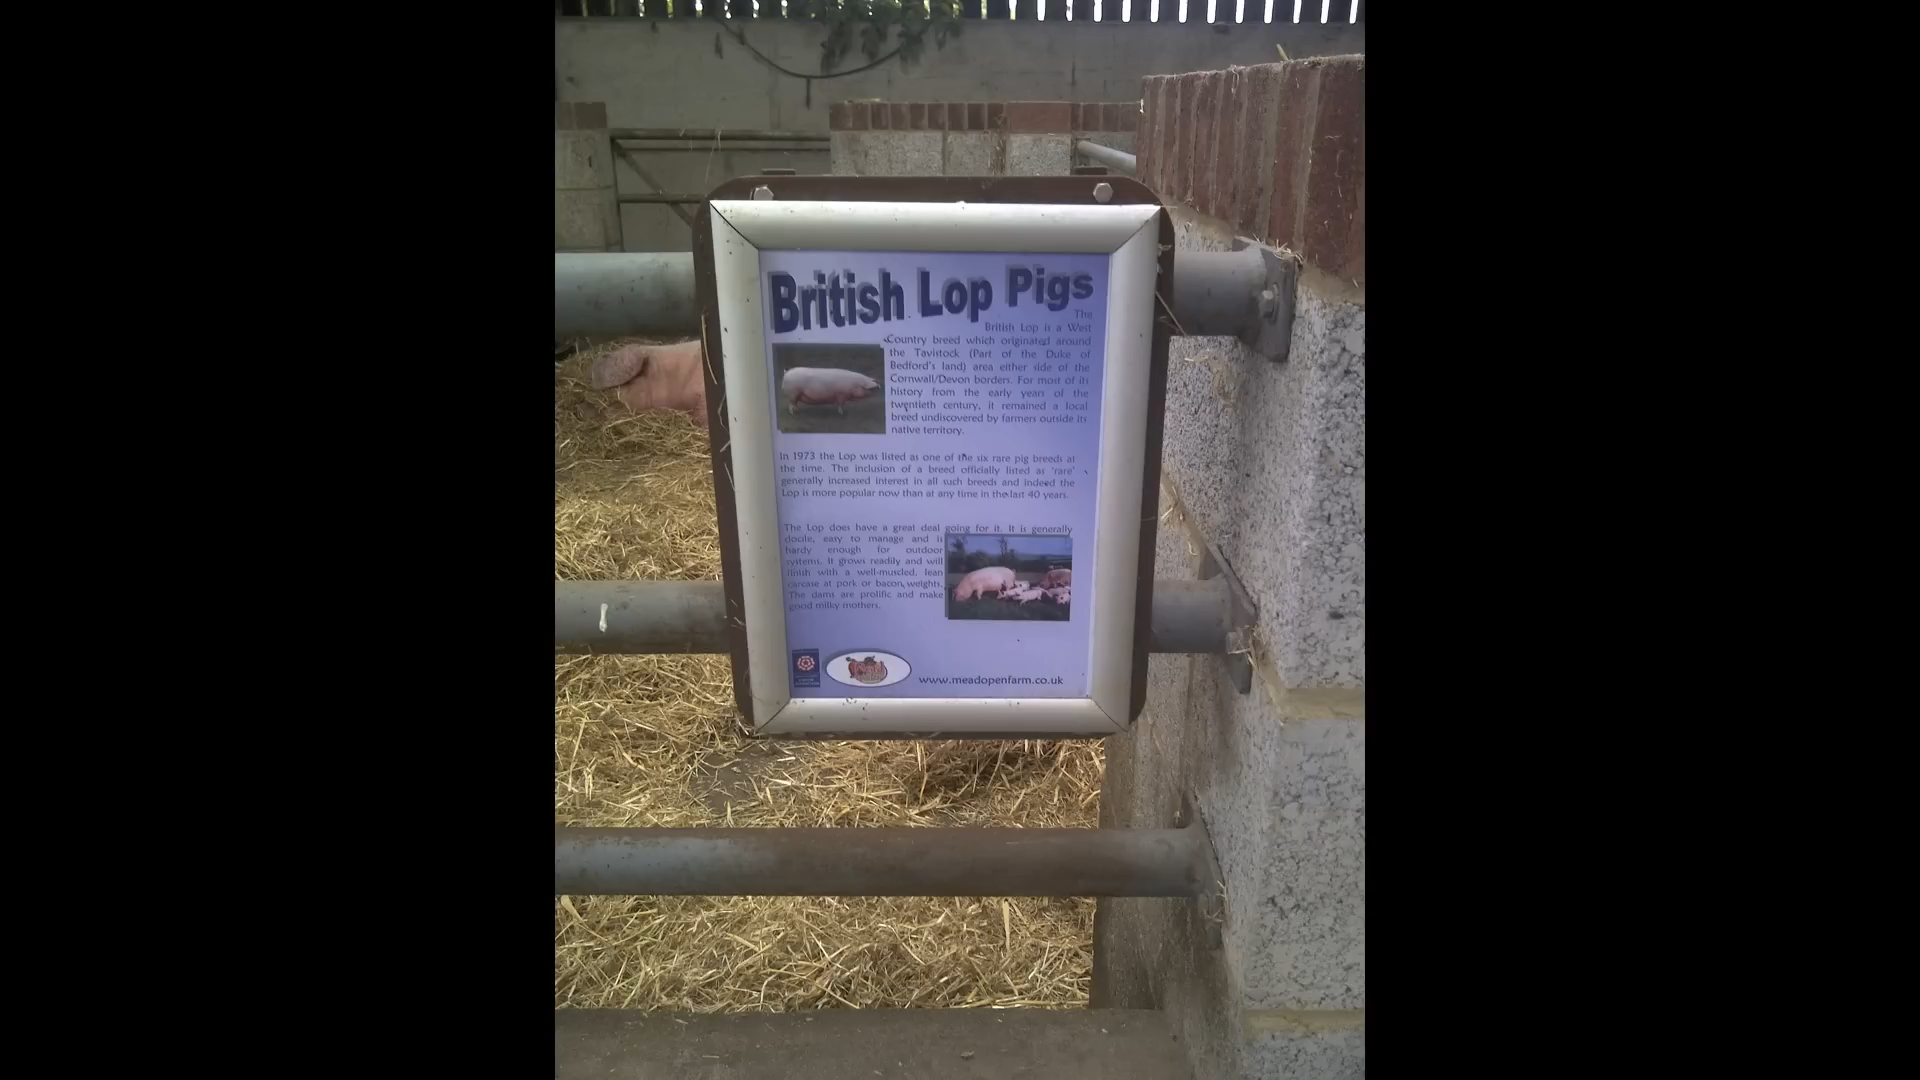 British Lop Pigs
The
British Lop is a West
Country breed which originated around
the Tavistock (Part of the Duke of
Bedford's land) area either side of the
Cornwall/Devon borders. For most of its
history from the early years of the
twentieth century, it remained a local
breed undiscovered by farmers outside its
native territory.
In 1973 the Lop was listed as one of the six rare pig breeds at
the time. The inclusion of a breed officially listed as 'rare'
generally increased interest in all such breeds and indeed the
Lop is more popular now than at any time in the last 40 years.
The Lop does have a great deal going for it. It is generally
docile, easy to manage and is
hardy enough for outdoor
systems. It grows readily and will
finish with a well-muscled, lean
carcase at pork or bacon weights.
The dams are prolific and make
good milky mothers.
www.meadopenfarm.co.uk